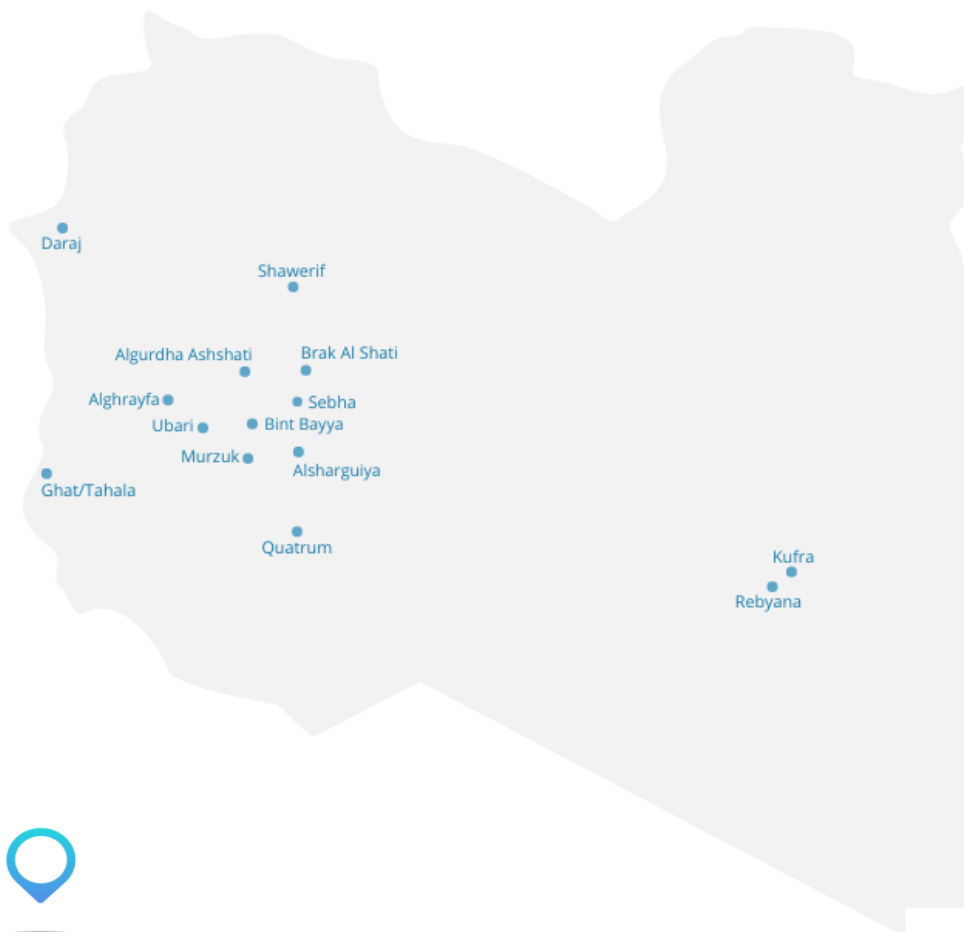 Daraj
Shawerif
Algurdha Ashshati
Brak Al Shati
Alghrayfa
Sebha
Ubari
Bint Bayya
Murzuk
Alsharguiya
Ghat/Tahala
Quatrum
Kufra
Rebyana